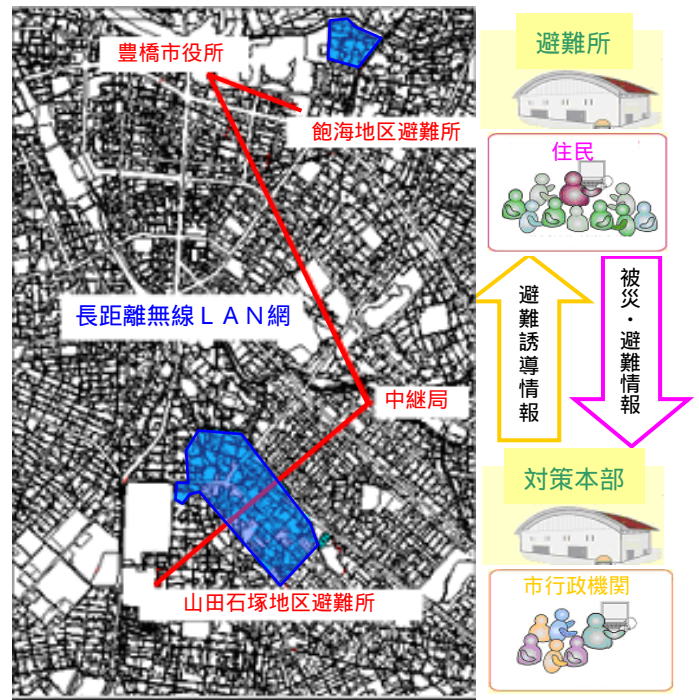 豊橋市役所
飽海地区避難所
長距離無線ＬＡＮ網
中継局
山田石塚地区避難所
避難所
住民
避難誘導情報
被災・避難情報
対策本部
市行政機関